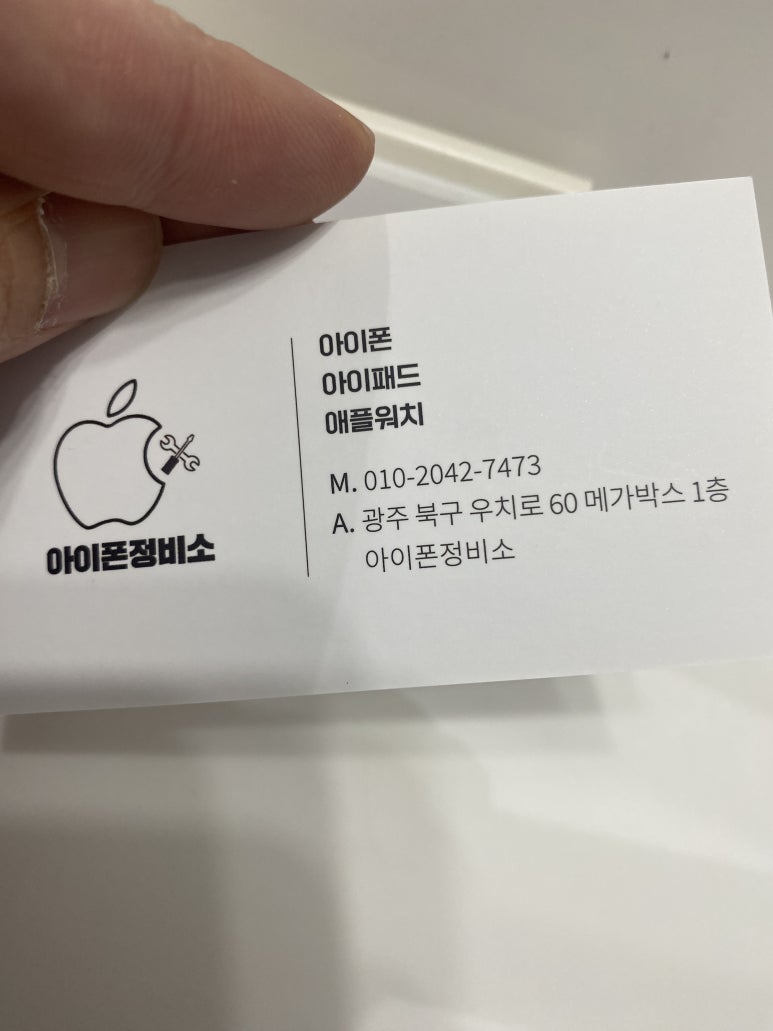 아이폰정비소
아이폰
아이패드
애플워치
M. 010-2042-7473
A. 광주 북구 우치로 60 메가박스 1층
아이폰정비소